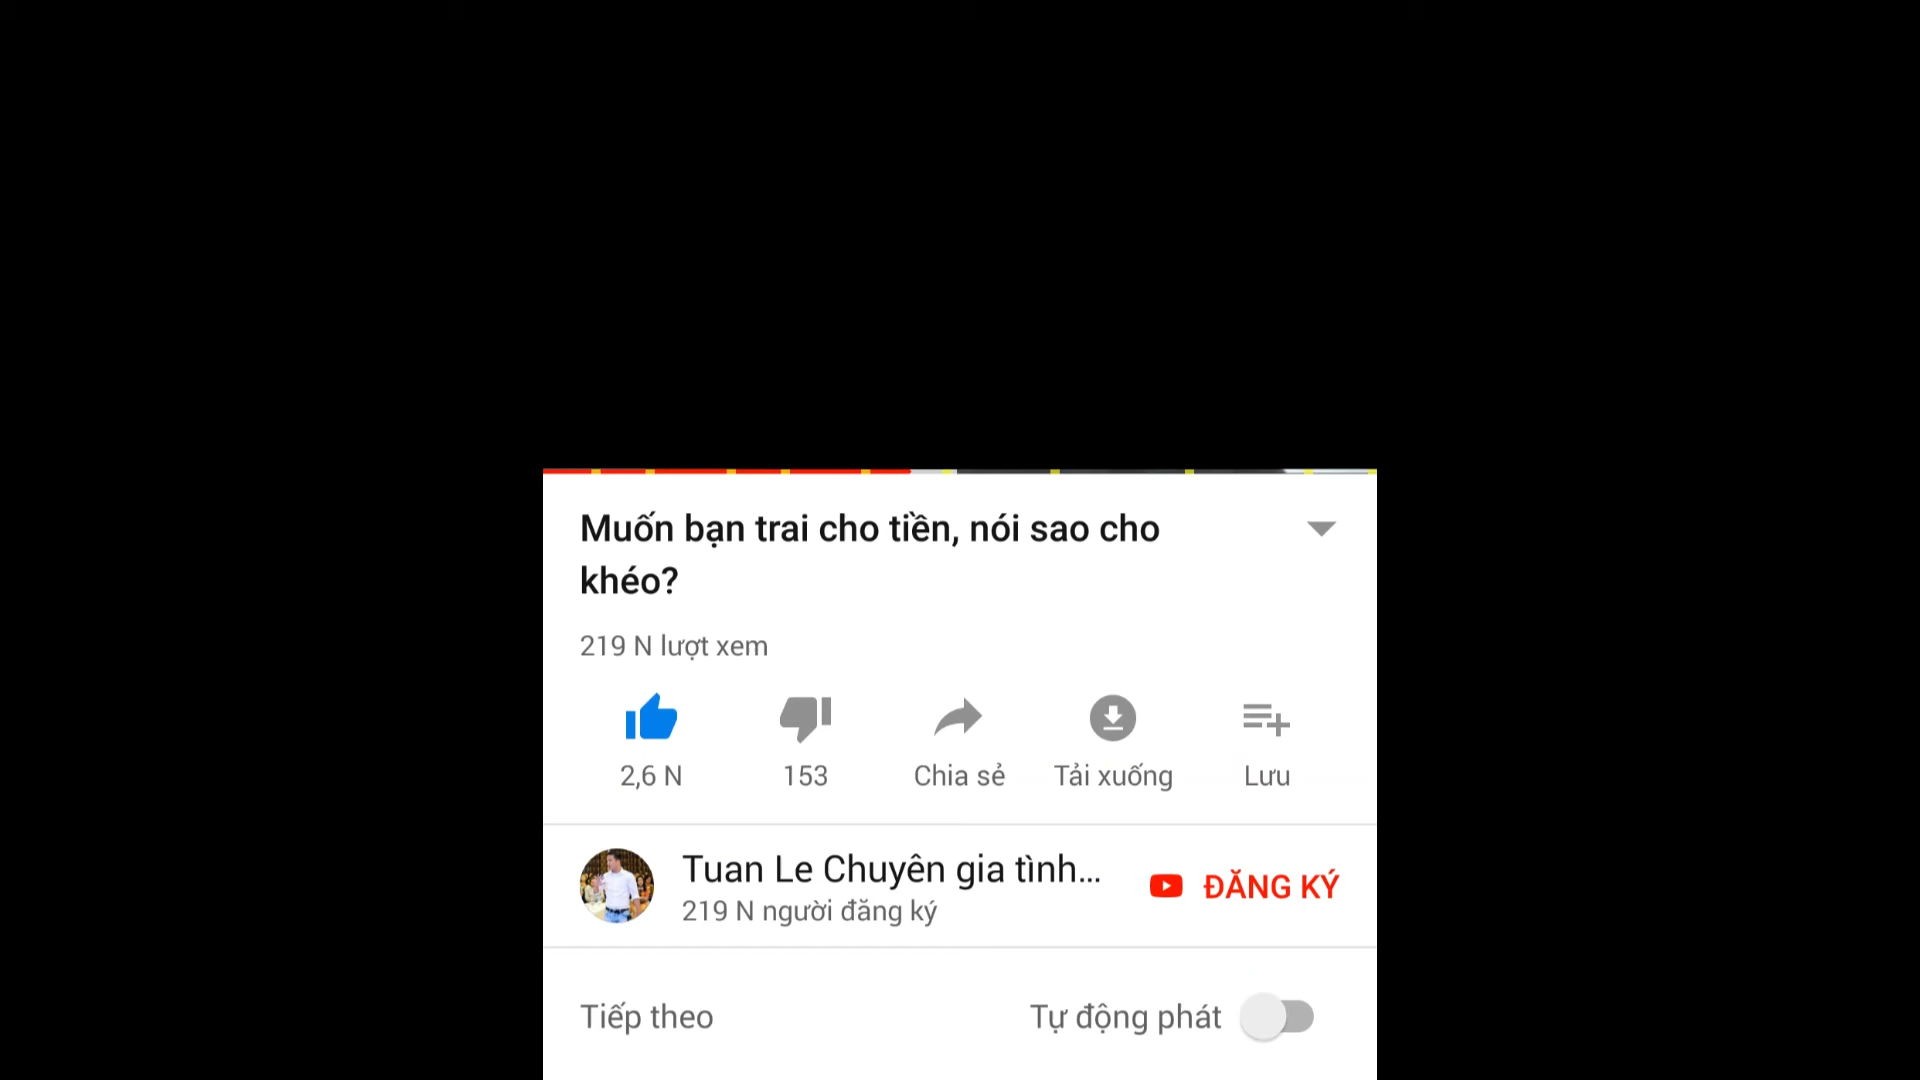 Muốn bạn trai cho tiền, nói sao cho
khéo?
219 N lượt xem
2,6 N
153
Chia sẻ
Tải xuống
Lưu
Tuan Le Chuyên gia tình...
219 N người đăng ký
ĐĂNG KÝ
Tiếp theo
Tự động phát